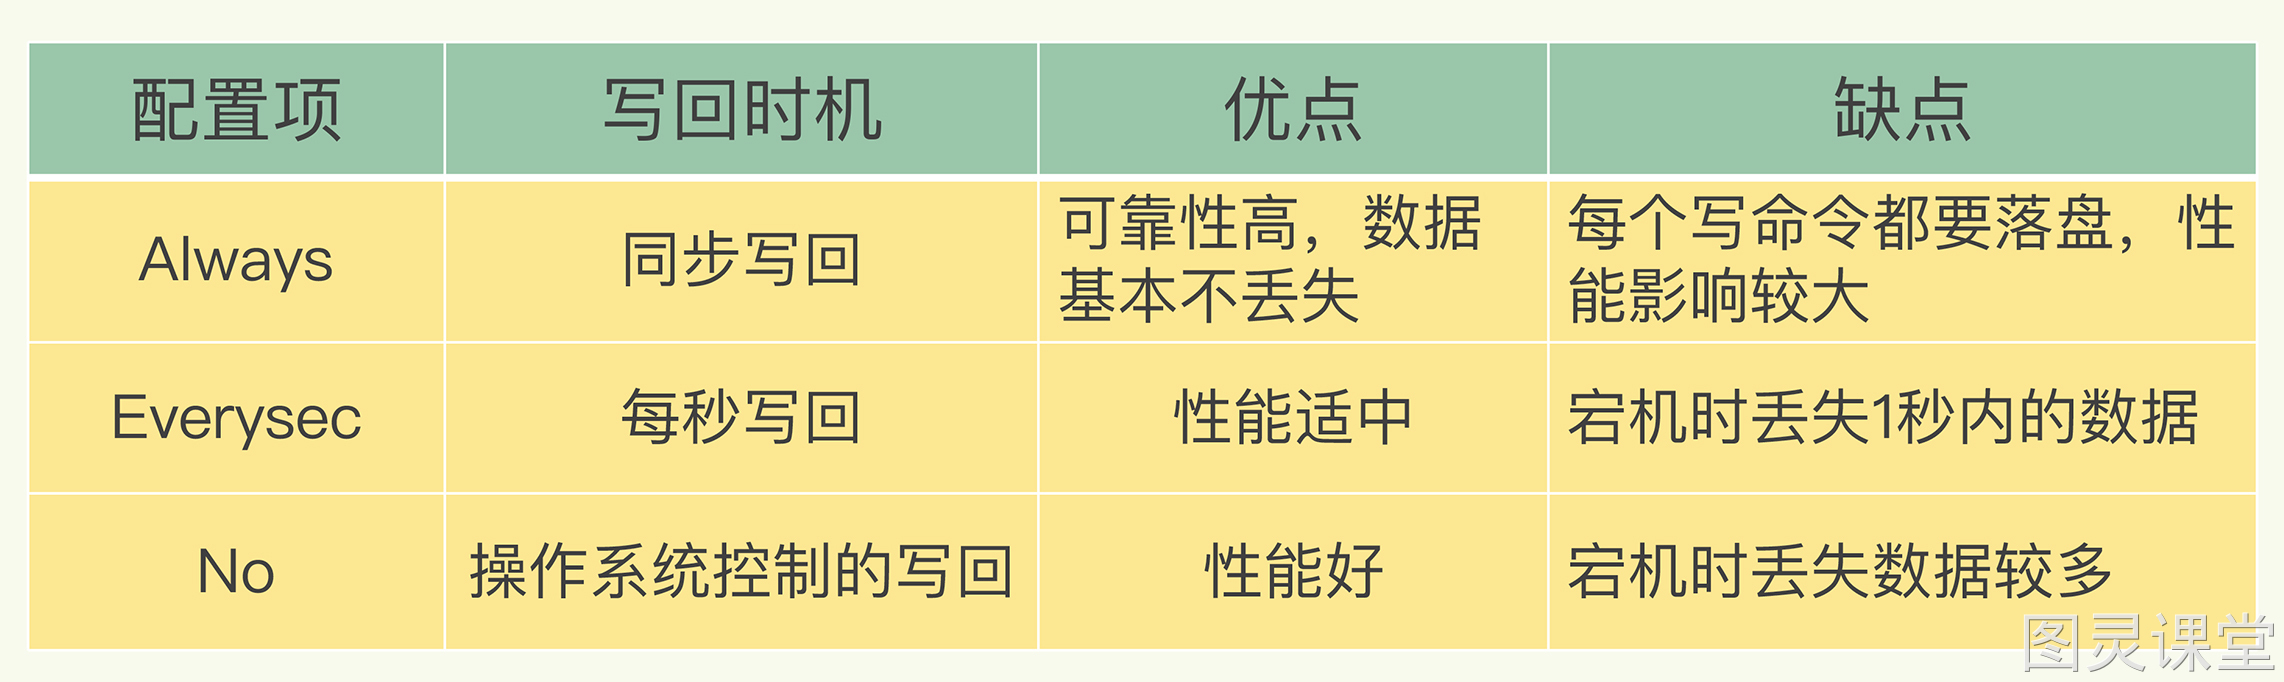 配置项 写回时机 优点 缺点
Always 同步写回 可靠性高，数据 每个写命令都要落盘，性
基本不丢失 能影响较大
Everysec 每秒写回 性能适中 宕机时丢失1秒内的数据
No 操作系统控制的写回 性能好 宕机时丢失数据较多
图灵课堂